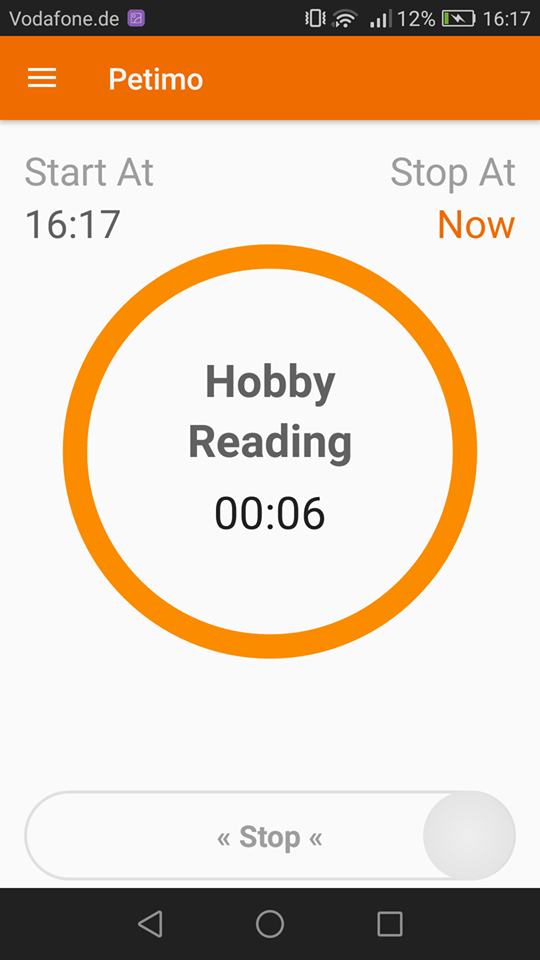 Vodafone.de 12% 16:17
Petimo
Start At Stop At
16:17 Now
Hobby
Reading
00:06
« Stop «